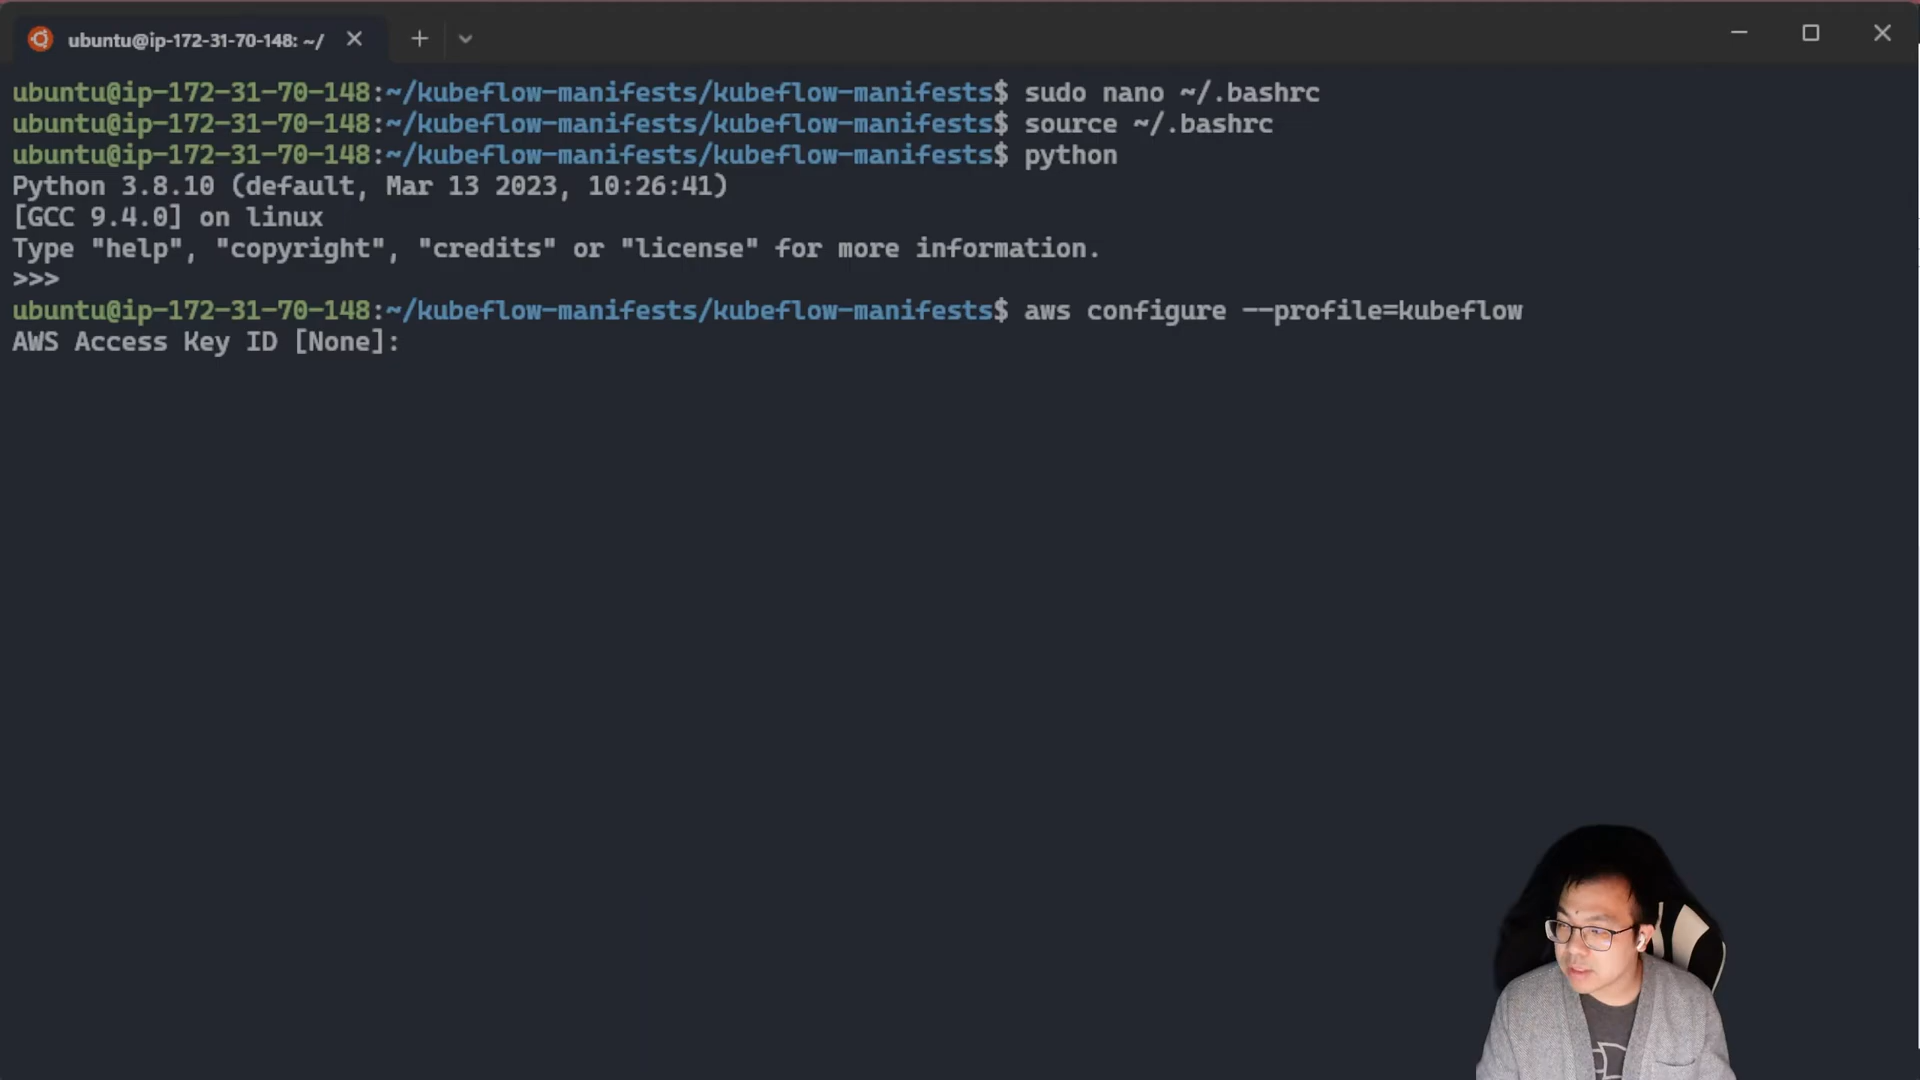 ubuntu@ip-172-31-70-148: ~/
ubuntu@ip-172-31-70-148:~/kubeflow-manifests/kubeflow-manifests$ sudo nano ~/.bashrc
ubuntu@ip-172-31-70-148:~/kubeflow-manifests/kubeflow-manifests$ source ~/.bashrc
ubuntu@ip-172-31-70-148:~/kubeflow-manifests/kubeflow-manifests$ python
Python 3.8.10 (default, Mar 13 2023, 10:26:41)
[GCC 9.4.0] on linux
Type "help", "copyright", "credits" or "license" for more information.
>>>
ubuntu@ip-172-31-70-148:~/kubeflow-manifests/kubeflow-manifests$ aws configure --profile=kubeflow
AWS Access Key ID [None]: